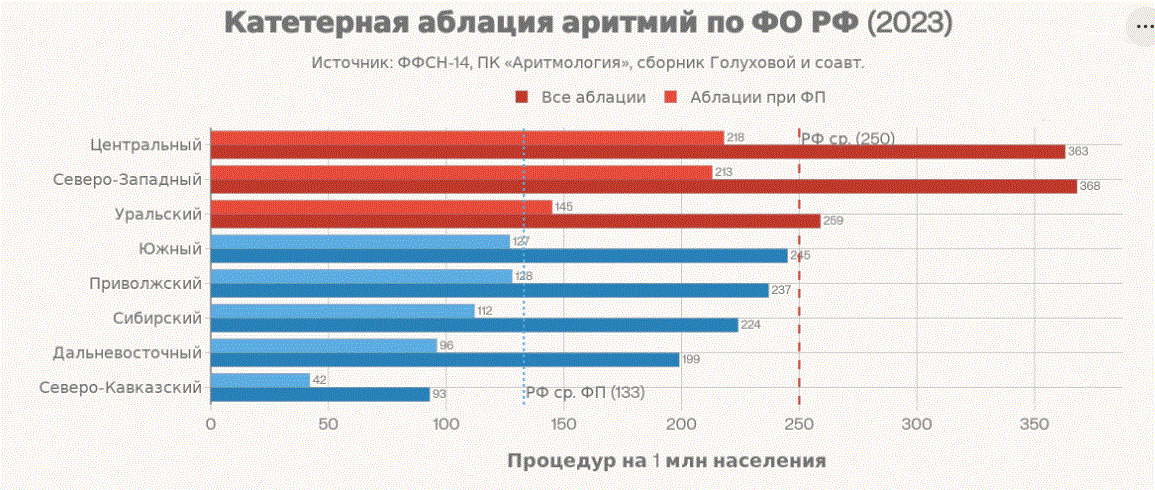 Катетерная аблация аритмий по ФО РФ (2023)
Источник: ФФСН-14, ПК «Аритмология», сборник Голуховой и соавт.
Все аблации Аблации при ФП
РФ ср. (250)
Центральный 218 363
Северо-Западный 213 368
Уральский 145 259
Южный 127 245
Приволжский 128 237
Сибирский 112 224
Дальневосточный 96 199
Северо-Кавказский 42 93
РФ ср. ФП (133)
0 50 100 150 200 250 300 350
Процедур на 1 млн населения